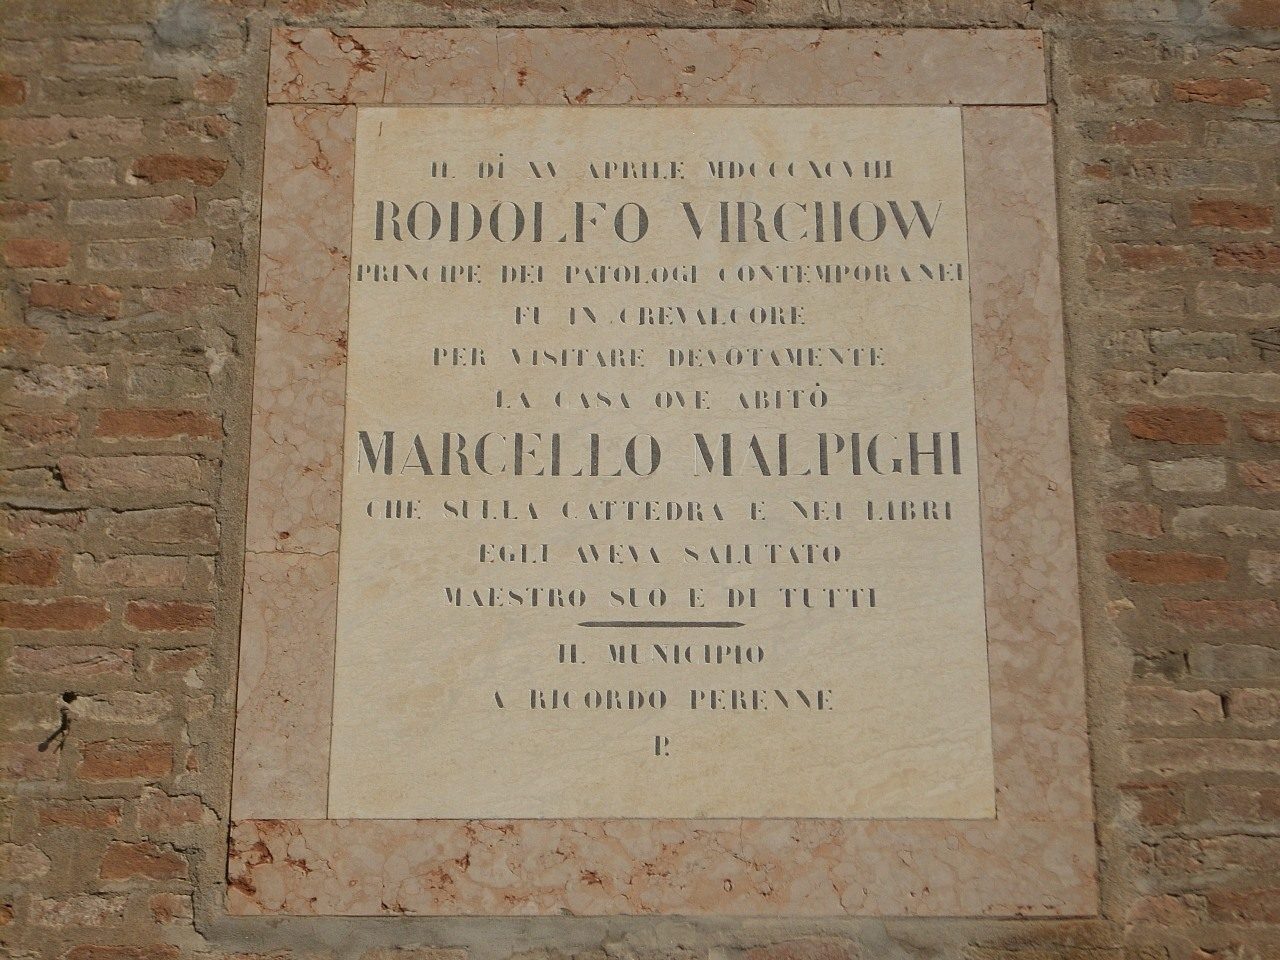 IL DÌ XV APRILE MDCCCXCVIII
RODOLFO VIRCHOW
PRINCIPE DEI PATOLOGI CONTEMPORANEI
FU IN CREVALCORE
PER VISITARE DEVOTAMENTE
LA CASA OVE ABITÒ
MARCELLO MALPIGHI
CHE SULLA CATTEDRA E NEI LIBRI
EGLI AVEVA SALUTATO
MAESTRO SUO E DI TUTTI
IL MUNICIPIO
A RICORDO PERENNE
P.